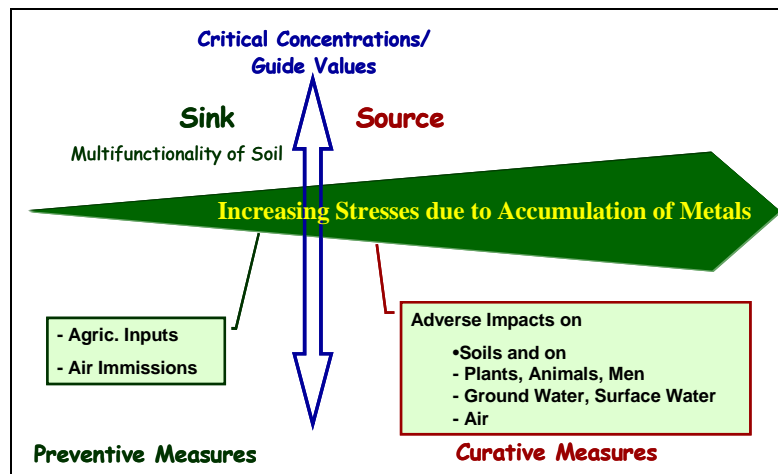 Critical Concentrations/
Guide Values
Sink
Source
Multifunctionality of Soil
Increasing Stresses due to Accumulation of Metals
- Agric. Inputs
- Air Immissions
Adverse Impacts on
•Soils and on
- Plants, Animals, Men
- Ground Water, Surface Water
- Air
Preventive Measures
Curative Measures